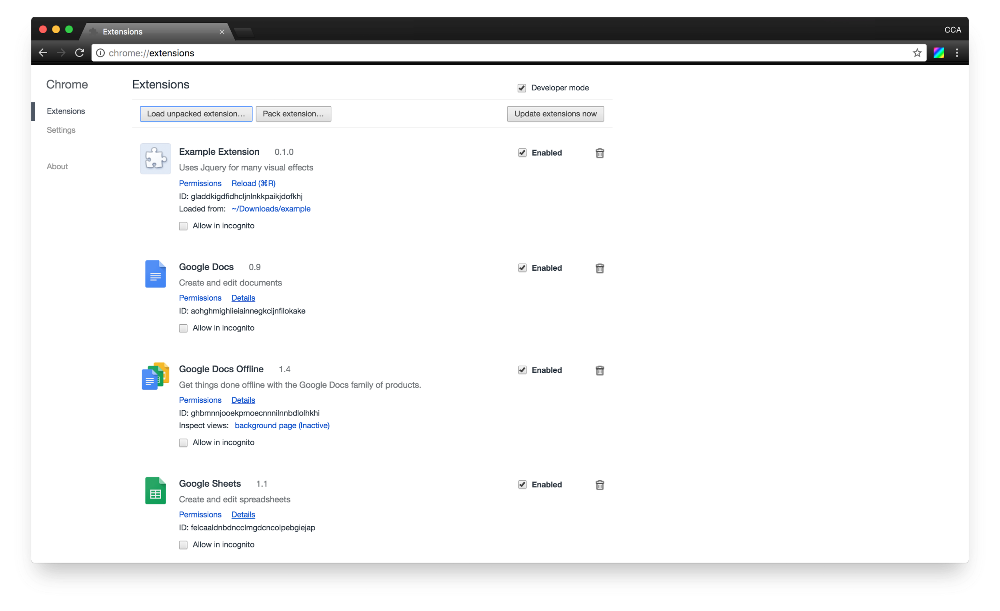 Extensions
CCA
chrome://extensions
Chrome
Extensions
Settings
About
Extensions
Developer mode
Load unpacked extension...
Pack extension...
Update extensions now
Example Extension 0.1.0
Enabled
Uses Jquery for many visual effects
Permissions Reload (⌘R)
ID: gladdkigdfidhcljnlnkkpaikjdofkhj
Loaded from: ~/Downloads/example
Allow in incognito
Google Docs 0.9
Enabled
Create and edit documents
Permissions Details
ID: aohghmighlieiainnegkcijnfilokake
Allow in incognito
Google Docs Offline 1.4
Enabled
Get things done offline with the Google Docs family of products.
Permissions Details
ID: ghbmnnjooekpmoecnnnilnnbdlolhkhi
Inspect views: background page (Inactive)
Allow in incognito
Google Sheets 1.1
Enabled
Create and edit spreadsheets
Permissions Details
ID: felcaaldnbdncclmgdcncolpebgiejap
Allow in incognito